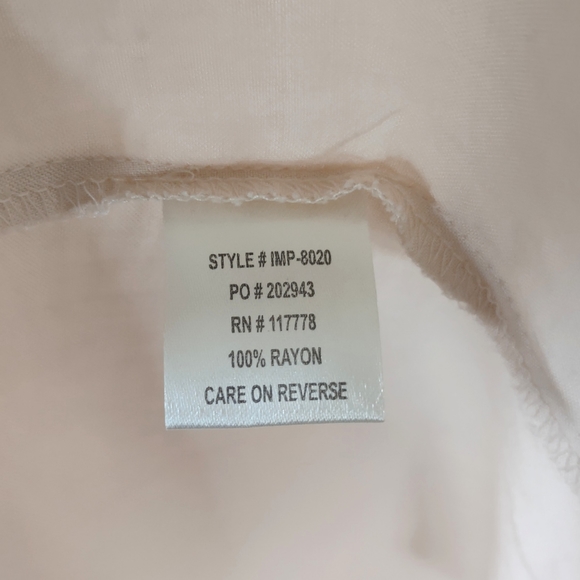 STYLE # IMP-8020
PO # 202943
RN # 117778
100% RAYON
CARE ON REVERSE